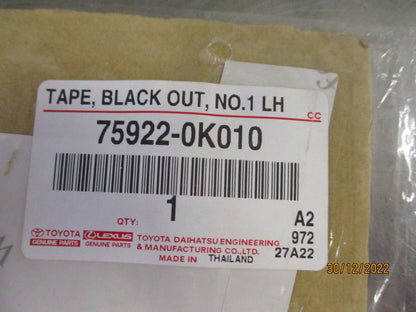 TAPE, BLACK OUT, NO.1 LH
CC
75922-0K010
QTY: 1
A2
TOYOTA LEXUS TOYOTA DAIHATSU ENGINEERING 972
GENUINE PARTS GENUINE PARTS & MANUFACTURING CO., LTD. 27A22
MADE IN THAILAND
30/12/2022